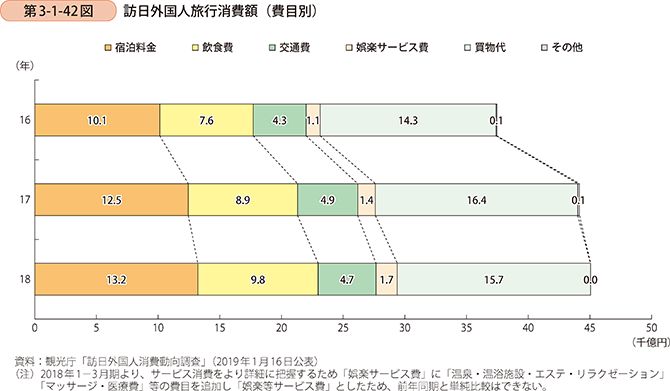 第3-1-42図 訪日外国人旅行消費額（費目別）
宿泊料金 飲食費 交通費 娯楽サービス費 買物代 その他
（年）
16 10.1 7.6 4.3 1.1 14.3 0.1
17 12.5 8.9 4.9 1.4 16.4 0.1
18 13.2 9.8 4.7 1.7 15.7 0.0
0 5 10 15 20 25 30 35 40 45 50
（千億円）
資料：観光庁「訪日外国人消費動向調査」（2019年1月16日公表）
（注） 2018年1－3月期より、サービス消費をより詳細に把握するため「娯楽サービス費」に「温泉・温浴施設・エステ・リラクゼーション」
「マッサージ・医療費」等の費目を追加し「娯楽等サービス費」としたため、前年同期と単純比較はできない。